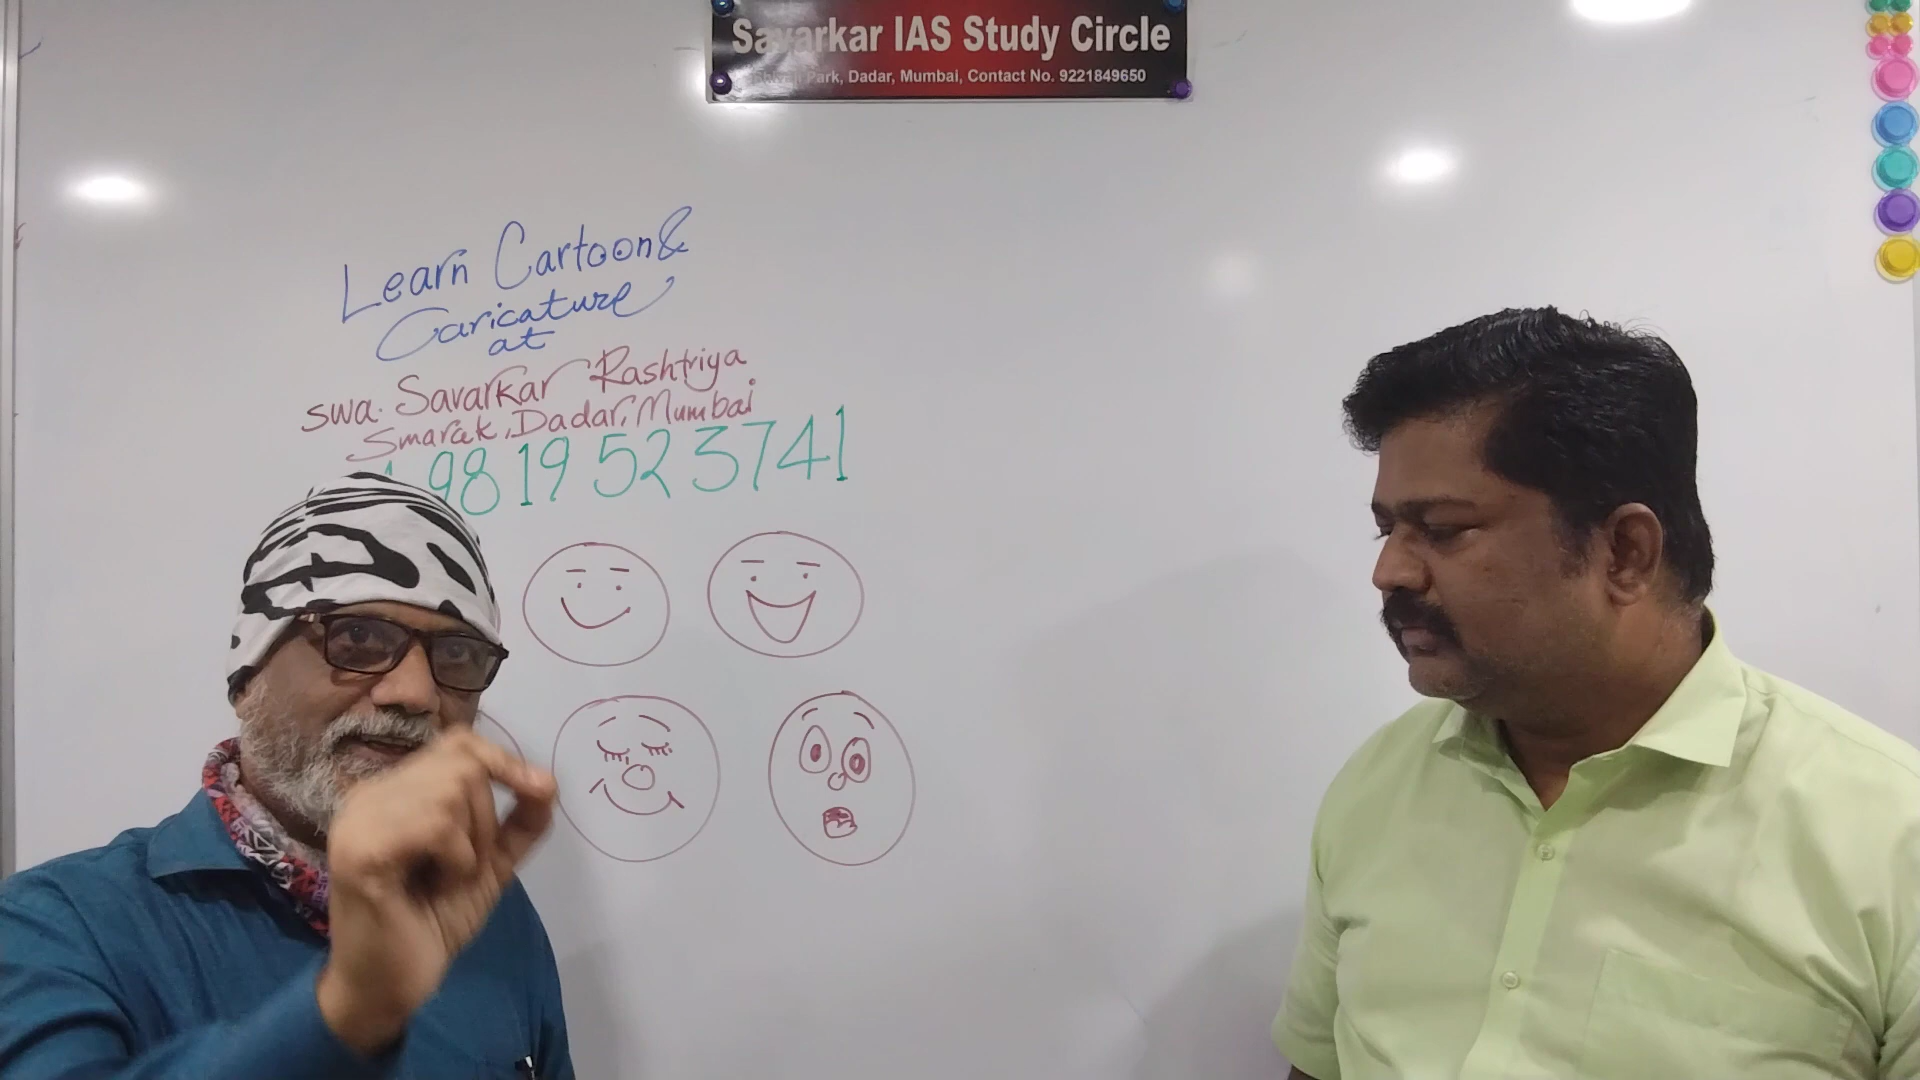 Savarkar IAS Study Circle
Park, Dadar, Mumbai, Contact No. 9221849650
Learn Cartoon &
Caricature
at
swa. Savarkar Rashtriya
Smarak, Dadar, Mumbai
9819523741